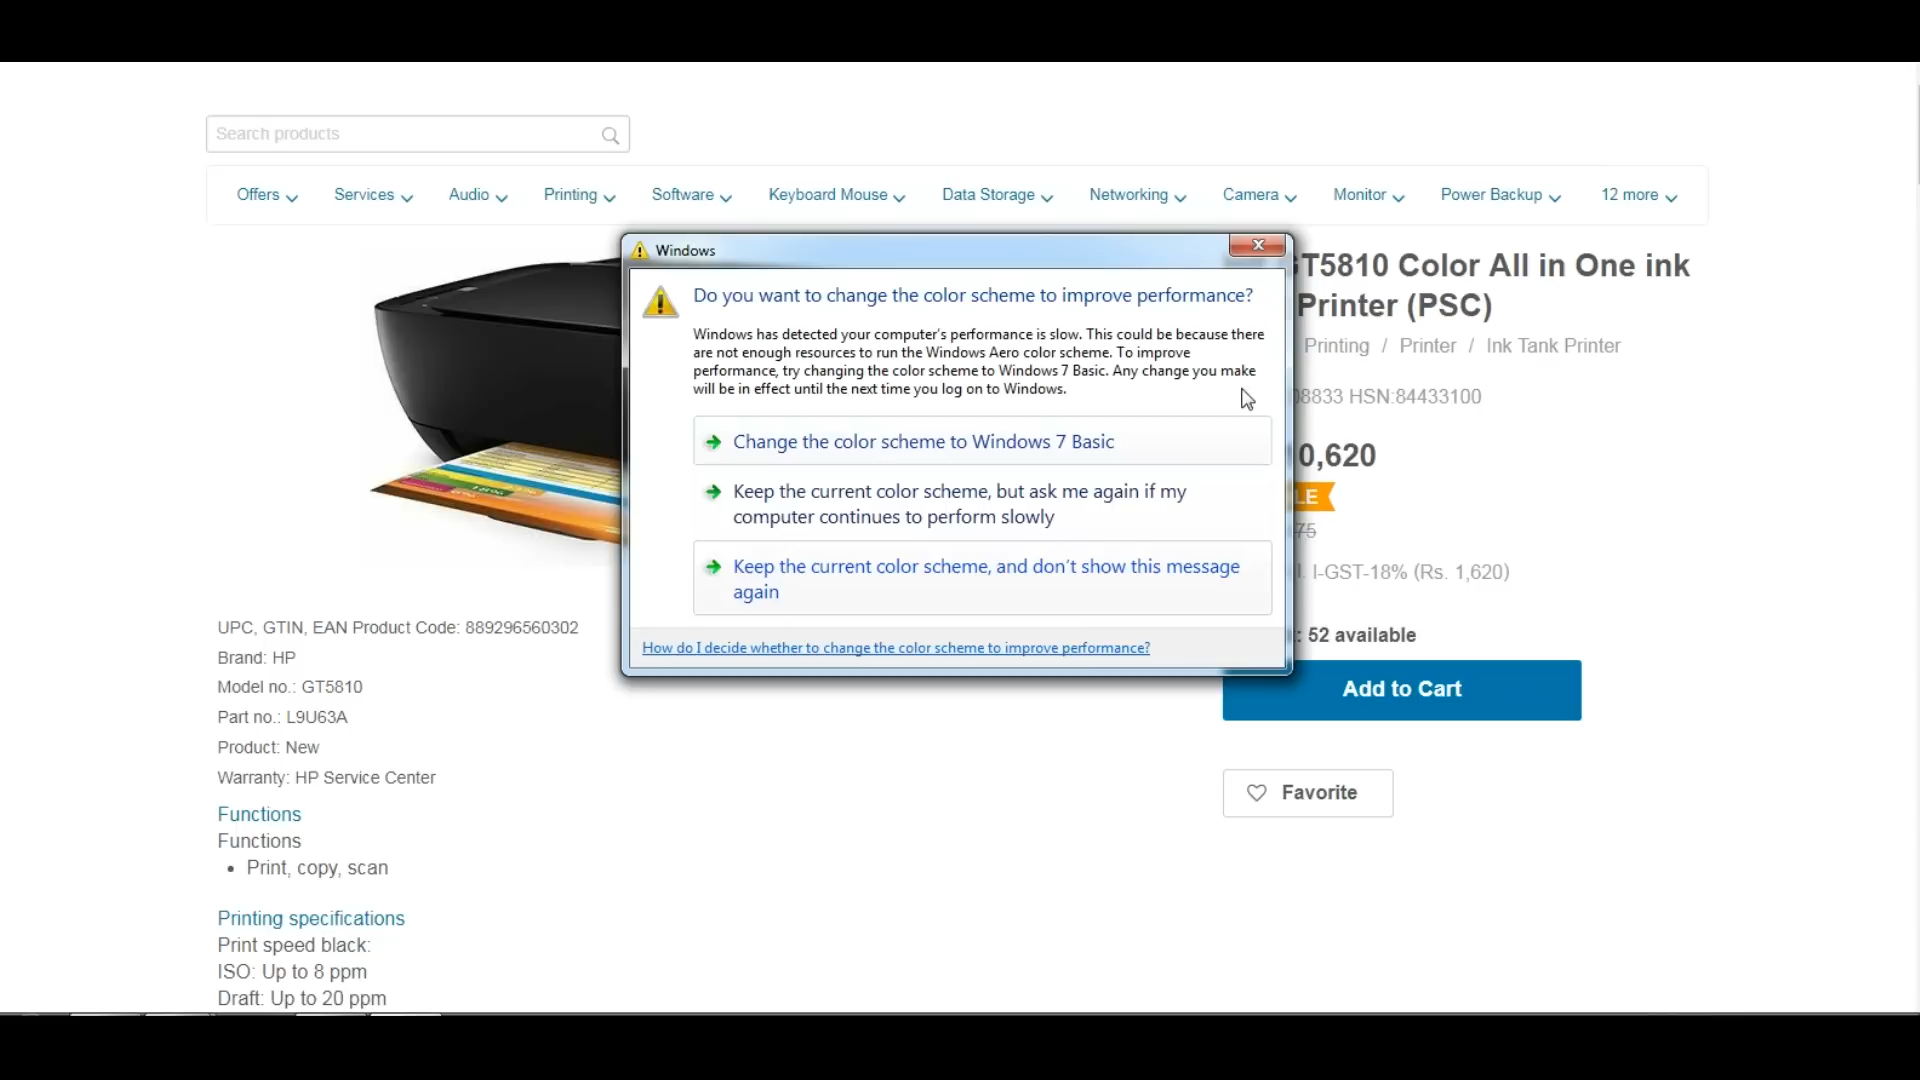 Search products
Offers Services Audio Printing Software Keyboard Mouse Data Storage Networking Camera Monitor Power Backup 12 more
Windows
Do you want to change the color scheme to improve performance?
Windows has detected your computer's performance is slow. This could be because there
are not enough resources to run the Windows Aero color scheme. To improve
performance, try changing the color scheme to Windows 7 Basic. Any change you make
will be in effect until the next time you log on to Windows.
Change the color scheme to Windows 7 Basic
Keep the current color scheme, but ask me again if my
computer continues to perform slowly
Keep the current color scheme, and don't show this message
again
How do I decide whether to change the color scheme to improve performance?
GT5810 Color All in One ink
Printer (PSC)
Printing / Printer / Ink Tank Printer
08833 HSN:84433100
0,620
LE
75
I-GST-18% (Rs. 1,620)
: 52 available
Add to Cart
Favorite
UPC, GTIN, EAN Product Code: 889296560302
Brand: HP
Model no.: GT5810
Part no.: L9U63A
Product: New
Warranty: HP Service Center
Functions
Functions
• Print, copy, scan
Printing specifications
Print speed black:
ISO: Up to 8 ppm
Draft: Up to 20 ppm